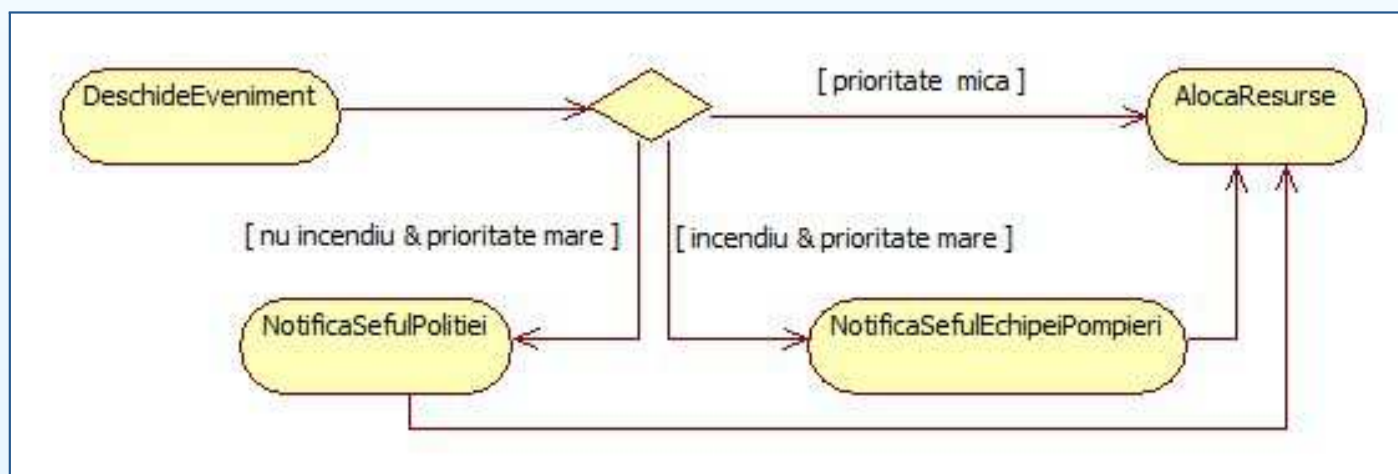 DeschideEveniment
[ prioritate mica ]
AlocaResurse
[ nu incendiu & prioritate mare ]
[ incendiu & prioritate mare ]
NotificaSefulPolitiei
NotificaSefulEchipeiPompieri